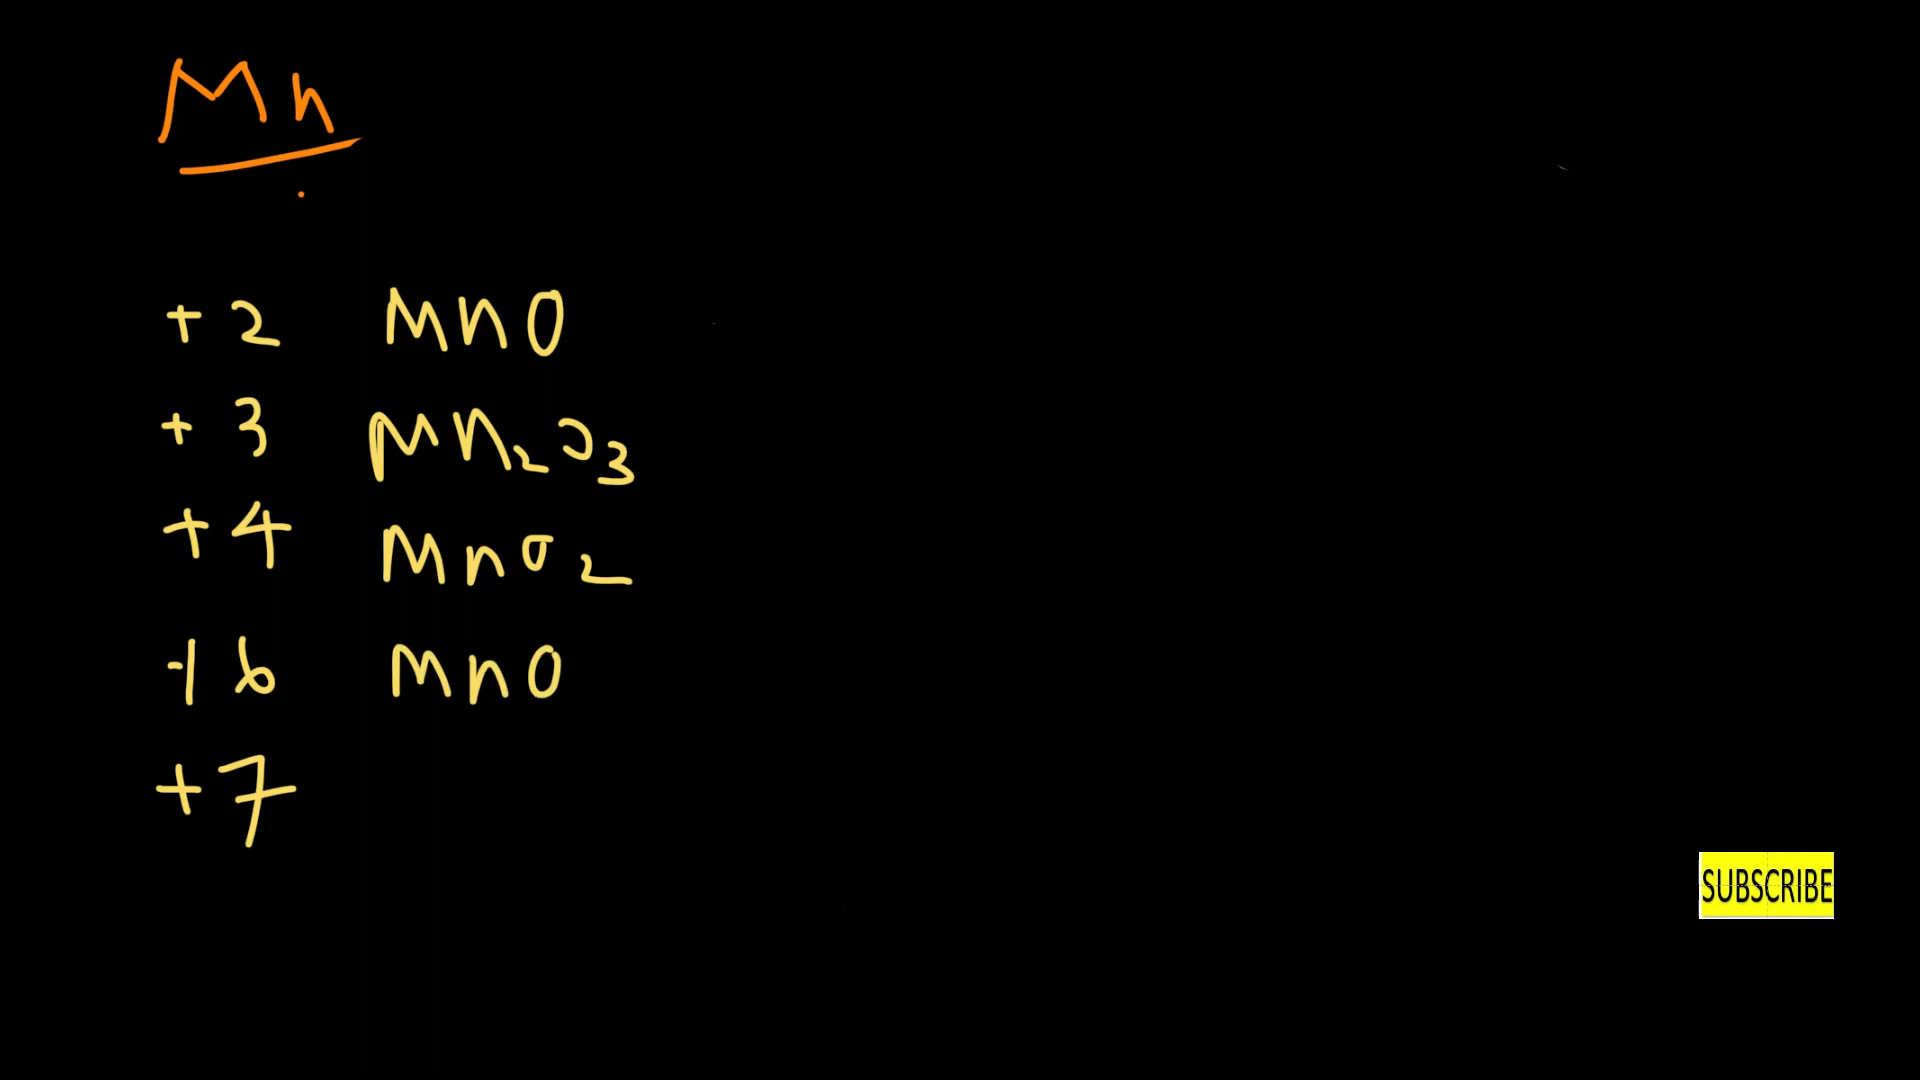 Mn
+2 MnO
+3 Mn₂O₃
+4 MnO₂
+6 MnO
+7
SUBSCRIBE